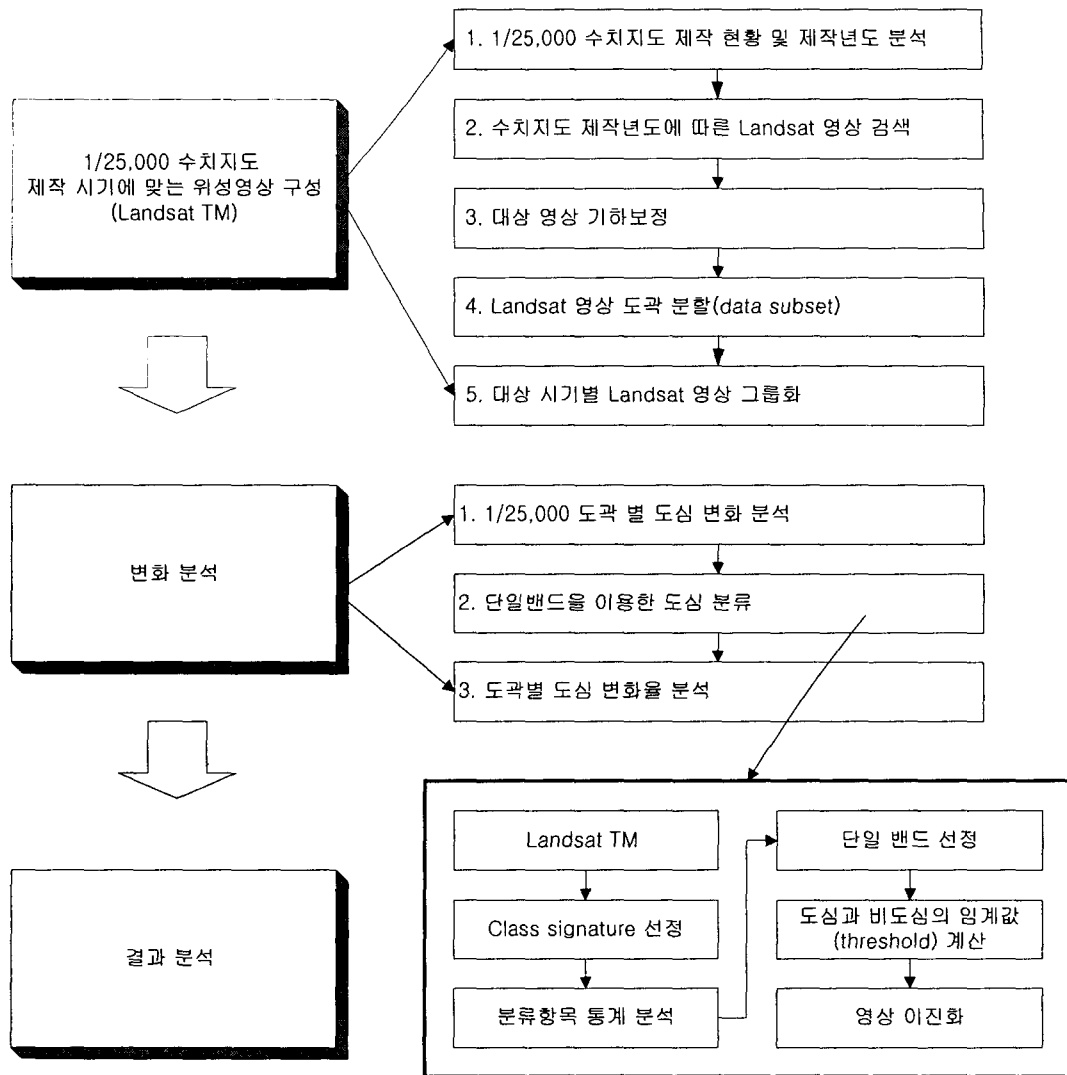 1/25,000 수치지도
제작 시기에 맞는 위성영상 구성
(Landsat TM)
1. 1/25,000 수치지도 제작 현황 및 제작년도 분석
2. 수치지도 제작년도에 따른 Landsat 영상 검색
3. 대상 영상 기하보정
4. Landsat 영상 도곽 분할(data subset)
5. 대상 시기별 Landsat 영상 그룹화
변화 분석
1. 1/25,000 도곽 별 도심 변화 분석
2. 단일밴드을 이용한 도심 분류
3. 도곽별 도심 변화율 분석
결과 분석
Landsat TM
Class signature 선정
분류항목 통계 분석
단일 밴드 선정
도심과 비도심의 임계값
(threshold) 계산
영상 이진화